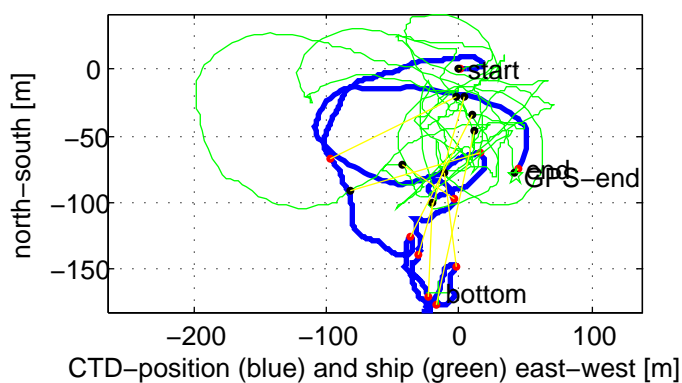 0
−50
−100
−150
north−south [m]
start
end
GPS−end
bottom
−200
−100
0
100
CTD−position (blue) and ship (green) east−west [m]